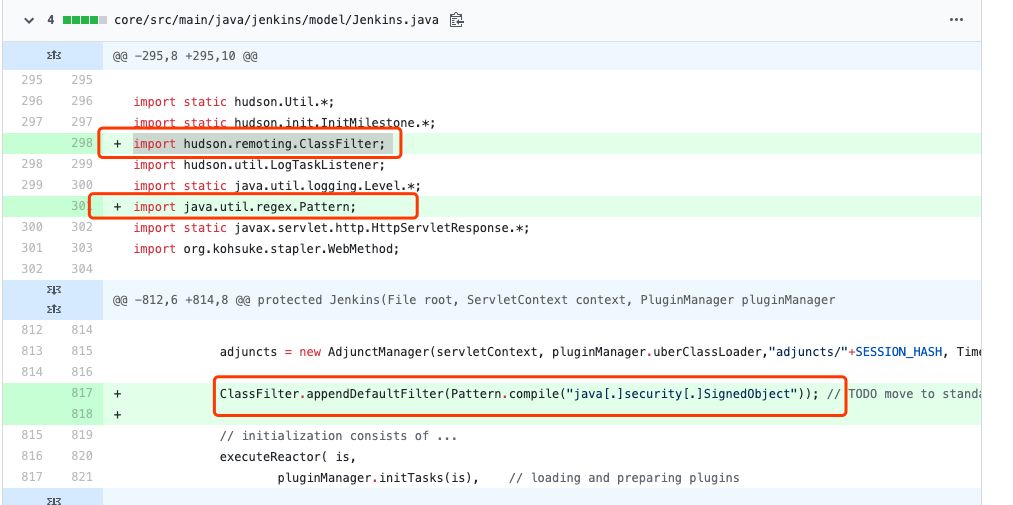 4 core/src/main/java/jenkins/model/Jenkins.java ...
@@ -295,8 +295,10 @@
295 295
296 296 import static hudson.Util.*;
297 297 import static hudson.init.InitMilestone.*;
298 + import hudson.remoting.ClassFilter;
298 299 import hudson.util.LogTaskListener;
299 300 import static java.util.logging.Level.*;
301 + import java.util.regex.Pattern;
300 302 import static javax.servlet.http.HttpServletResponse.*;
301 303 import org.kohsuke.stapler.WebMethod;
302 304
@@ -812,6 +814,8 @@ protected Jenkins(File root, ServletContext context, PluginManager pluginManager
812 814
813 815 adjuncts = new AdjunctManager(servletContext, pluginManager.uberClassLoader,"adjuncts/"+SESSION_HASH, Time
814 816
817 + ClassFilter.appendDefaultFilter(Pattern.compile("java[.]security[.]SignedObject")); // TODO move to standa
818 +
815 819 // initialization consists of ...
816 820 executeReactor( is,
817 821 pluginManager.initTasks(is), // loading and preparing plugins